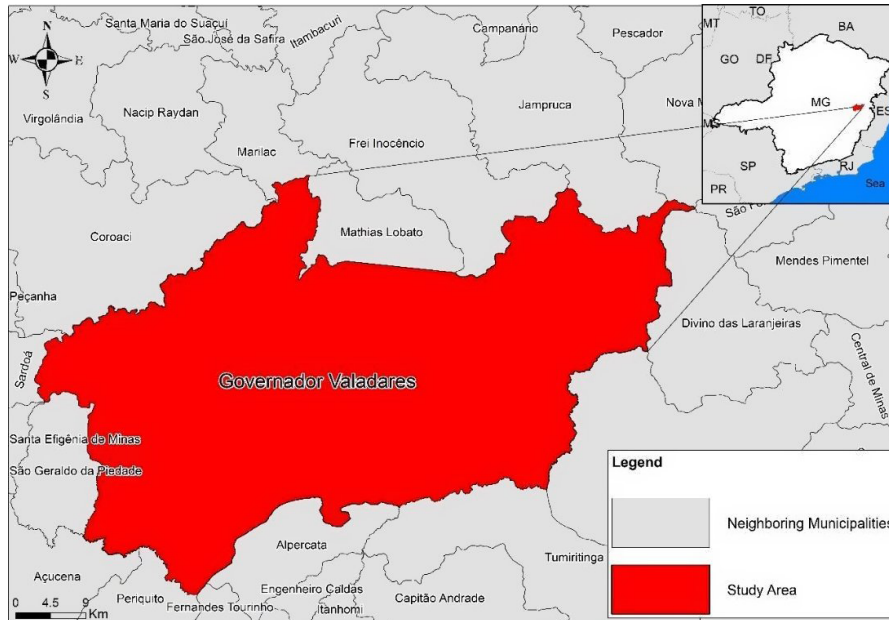 Santa Maria do Suaçuí
São José da Safira
Itambacuri
Campanário
Pescador
N
W
E
S
Virgolândia
Nacip Raydan
Marilac
Frei Inocêncio
Jampruca
Nova
MT
TO
BA
GO
DF
MG
MS
ES
SP
RJ
PR
Sea
São
Coroaci
Mathias Lobato
Mendes Pimentel
Peçanha
Divino das Laranjeiras
Sardoá
Central de Minas
Governador Valadares
Santa Efigênia de Minas
São Geraldo da Piedade
Legend
Neighboring Municipalities
Study Area
Alpercata
Tumiritinga
Açucena
Periquito
Fernandes Tourinho
Engenheiro Caldas
Itanhomi
Capitão Andrade
0 4.5 9
Km